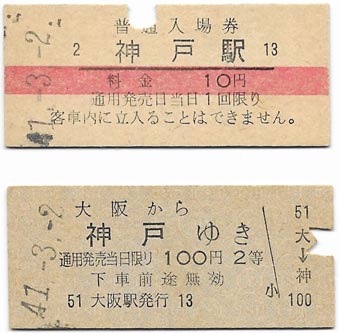 41-3-2
普通入場券
2 神戸駅 13
料金 10円
通用発売日当日1回限り
客車内に立入ることはできません。
41.-3.-2
大阪から
神戸ゆき
通用発売当日限り 100円 2等
下車前途無効
51 大阪駅発行 13
51
大
↓
神
小 100